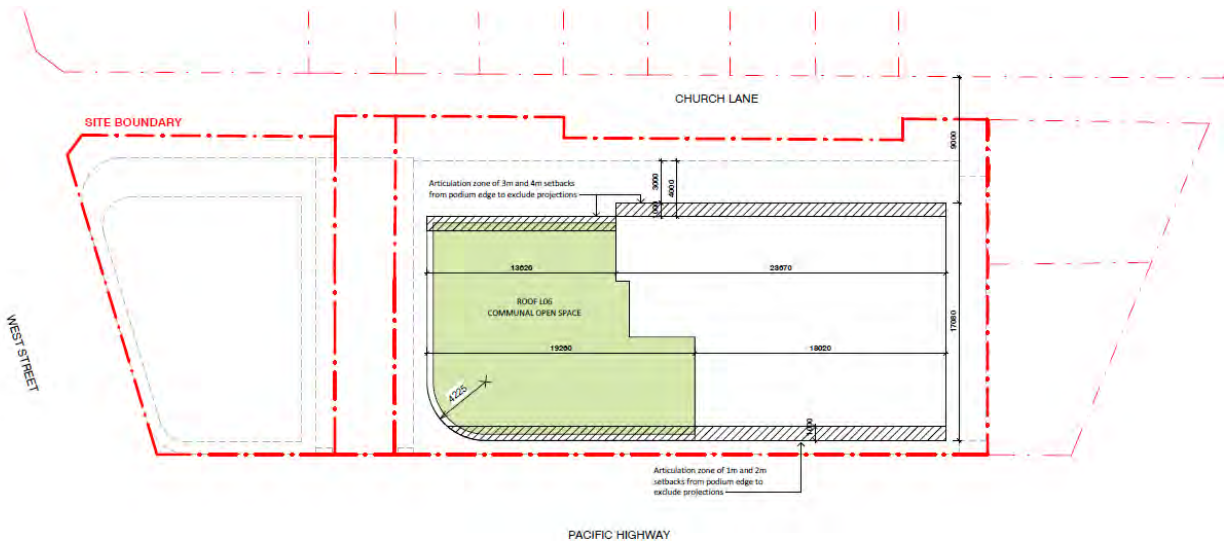 CHURCH LANE
SITE BOUNDARY
9000
Articulation zone of 3m and 4m setbacks
from podium edge to exclude projections
3000
4000
1000
13620
23670
ROOF L06
COMMUNAL OPEN SPACE
17080
WEST STREET
19260
18020
4225
1000
Articulation zone of 1m and 2m
setbacks from podium edge to
exclude projections
PACIFIC HIGHWAY